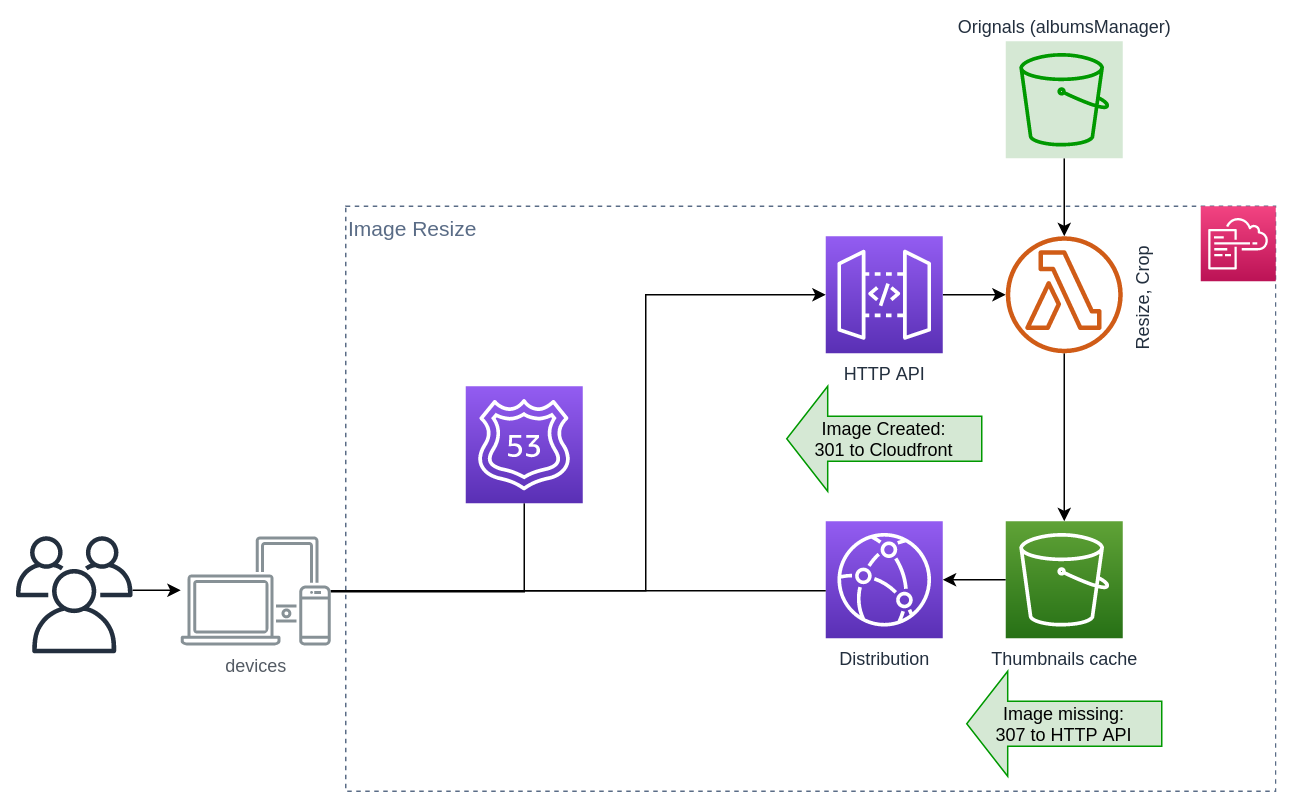 Orignals (albumsManager)
Image Resize
Resize, Crop
HTTP API
Image Created:
301 to Cloudfront
53
devices
Distribution
Thumbnails cache
Image missing:
307 to HTTP API